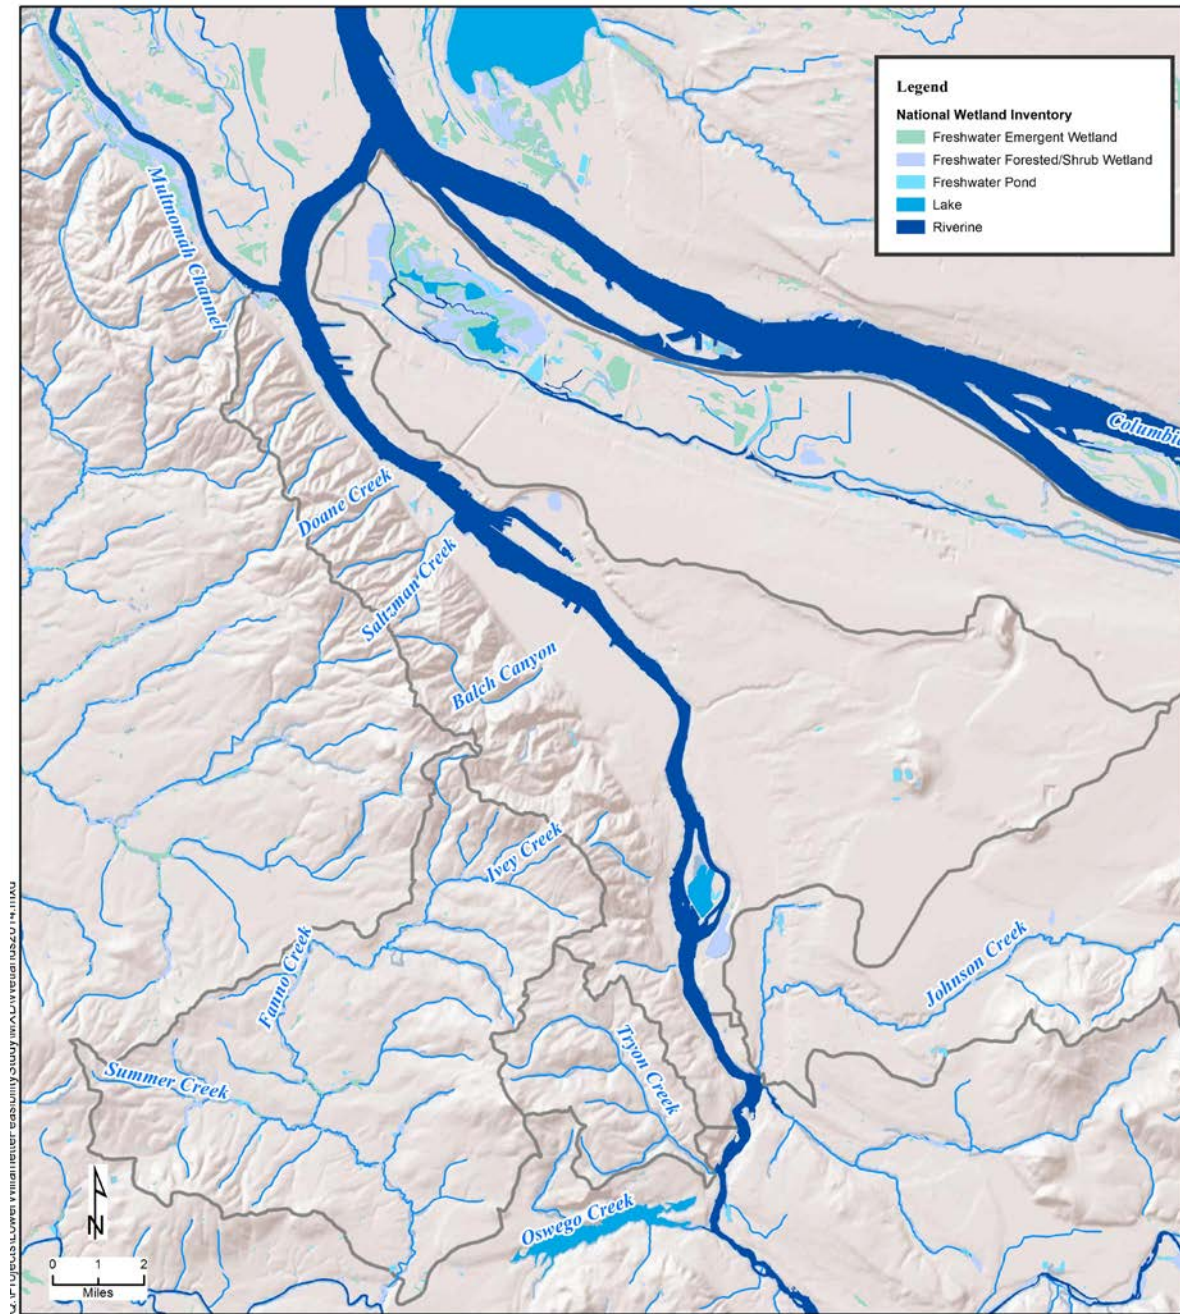 Legend
National Wetland Inventory
Freshwater Emergent Wetland
Freshwater Forested/Shrub Wetland
Freshwater Pond
Lake
Riverine
Multnomah Channel
Doane Creek
Saltzman Creek
Balch Canyon
Ivey Creek
Fanno Creek
Summer Creek
Tryon Creek
Johnson Creek
Oswego Creek
N
0 1 2
Miles